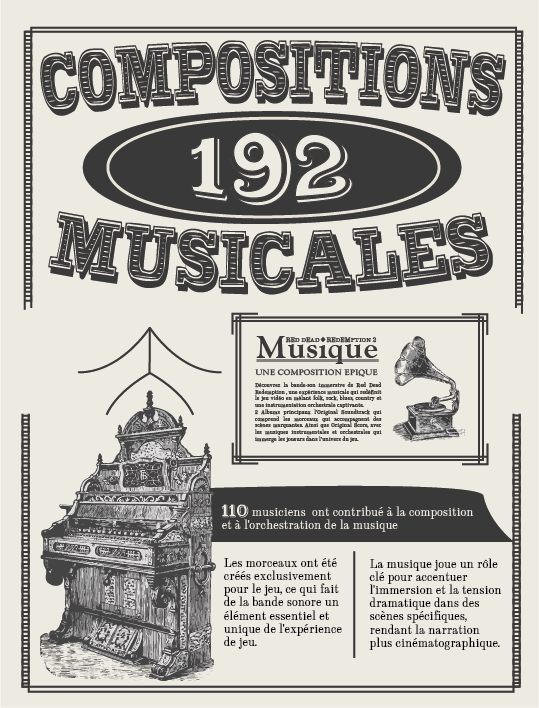 COMPOSITIONS
192
MUSICALES
RED DEAD◆REDEMPTION 2
Musique
UNE COMPOSITION EPIQUE
Découvrez la bande-son immersive de Red Dead
Redemption, une expérience musicale qui redéfinit
le jeu vidéo en mêlant folk, rock, blues, country et
une instrumentation orchestrale captivante.
2 Albums principaux l'Original Soundtrack qui
comprend les morceaux qui accompagnent des
scènes marquantes. Ainsi que Original Score, avec
les musiques instrumentales et orchestrales qui
immerge les joueurs dans l'univers du jeu.
110 musiciens ont contribué à la composition
et à l'orchestration de la musique
Les morceaux ont été
créés exclusivement
pour le jeu, ce qui fait
de la bande sonore un
élément essentiel et
unique de l'expérience
de jeu.
La musique joue un rôle
clé pour accentuer
l'immersion et la tension
dramatique dans des
scènes spécifiques,
rendant la narration
plus cinématographique.